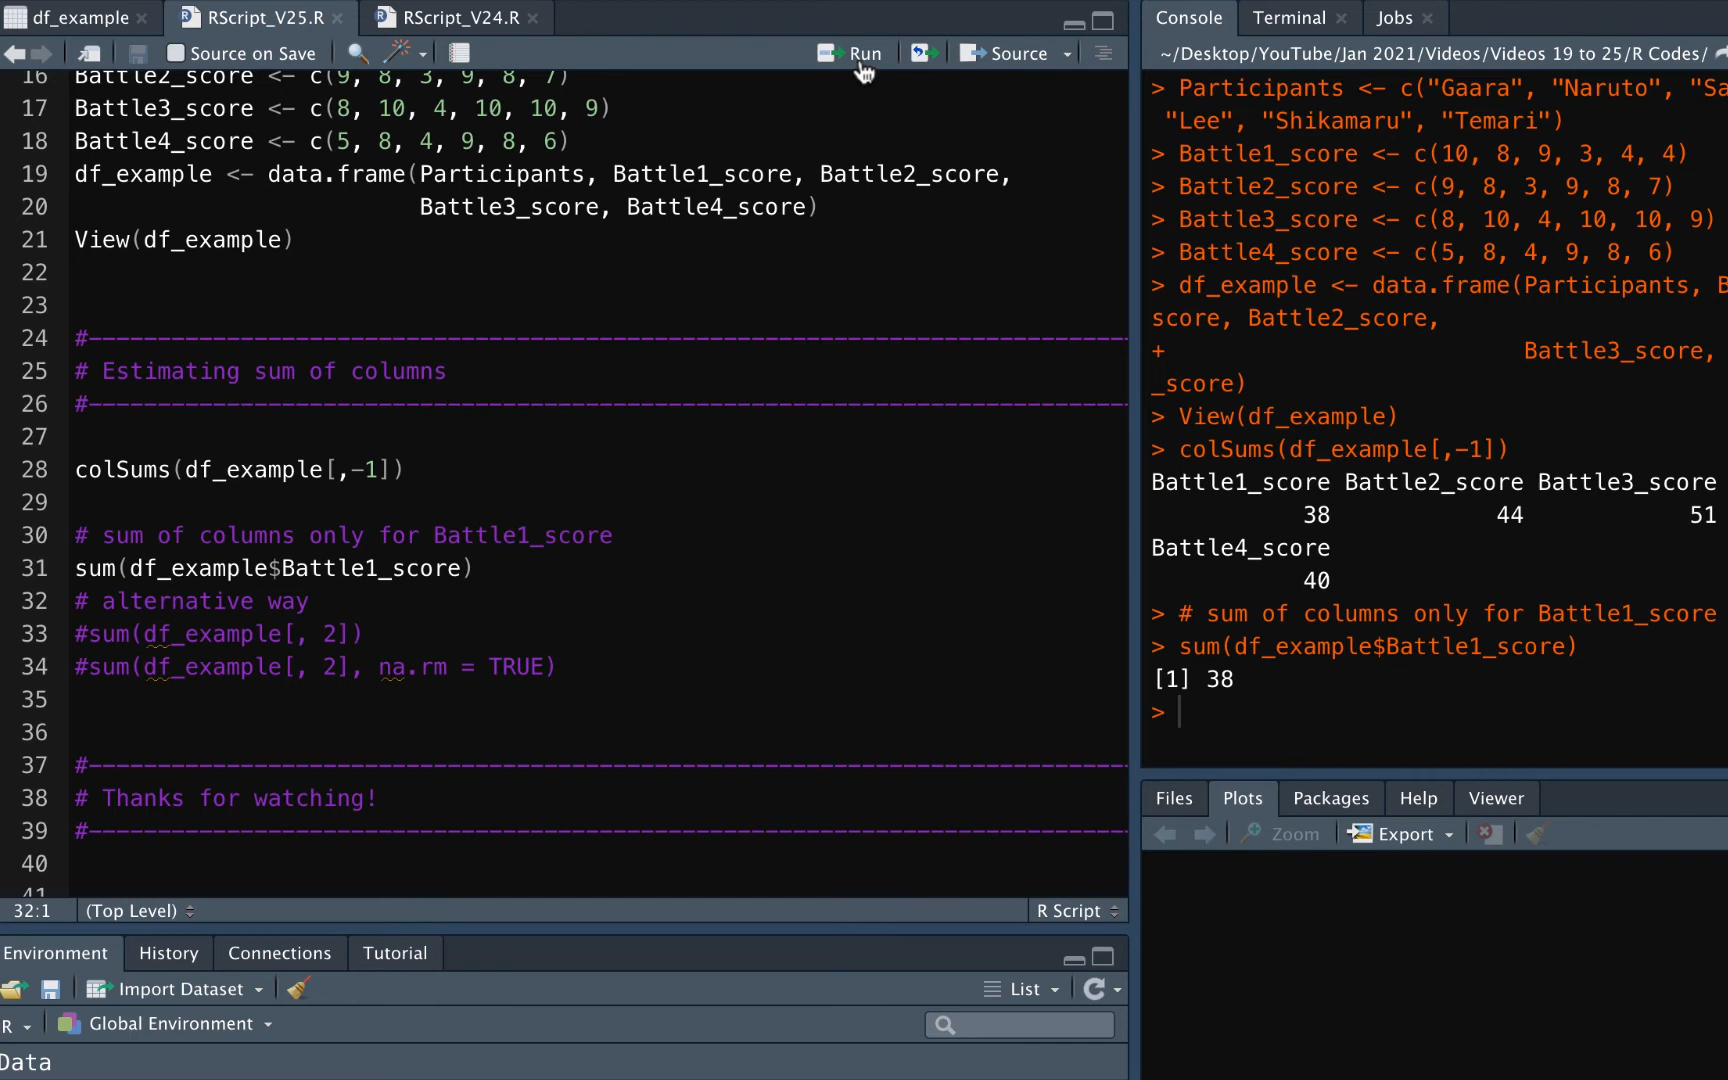 df_example
RScript_V25.R
RScript_V24.R
Source on Save
Run
Source
16 Battle2_score <- c(9, 8, 3, 9, 8, 7)
17 Battle3_score <- c(8, 10, 4, 10, 10, 9)
18 Battle4_score <- c(5, 8, 4, 9, 8, 6)
19 df_example <- data.frame(Participants, Battle1_score, Battle2_score,
20 Battle3_score, Battle4_score)
21 View(df_example)
22
23
24 #-----------------------------------------------------------------------------
25 # Estimating sum of columns
26 #-----------------------------------------------------------------------------
27
28 colSums(df_example[,-1])
29
30 # sum of columns only for Battle1_score
31 sum(df_example$Battle1_score)
32 # alternative way
33 #sum(df_example[, 2])
34 #sum(df_example[, 2], na.rm = TRUE)
35
36
37 #-----------------------------------------------------------------------------
38 # Thanks for watching!
39 #-----------------------------------------------------------------------------
40
41
32:1 (Top Level) R Script
Environment History Connections Tutorial
Import Dataset List
R Global Environment
Data
Console Terminal Jobs
~/Desktop/YouTube/Jan 2021/Videos/Videos 19 to 25/R Codes/
> Participants <- c("Gaara", "Naruto", "Sa
"Lee", "Shikamaru", "Temari")
> Battle1_score <- c(10, 8, 9, 3, 4, 4)
> Battle2_score <- c(9, 8, 3, 9, 8, 7)
> Battle3_score <- c(8, 10, 4, 10, 10, 9)
> Battle4_score <- c(5, 8, 4, 9, 8, 6)
> df_example <- data.frame(Participants, B
score, Battle2_score,
+ Battle3_score,
_score)
> View(df_example)
> colSums(df_example[,-1])
Battle1_score Battle2_score Battle3_score
38 44 51
Battle4_score
40
> # sum of columns only for Battle1_score
> sum(df_example$Battle1_score)
[1] 38
>
Files Plots Packages Help Viewer
Zoom Export